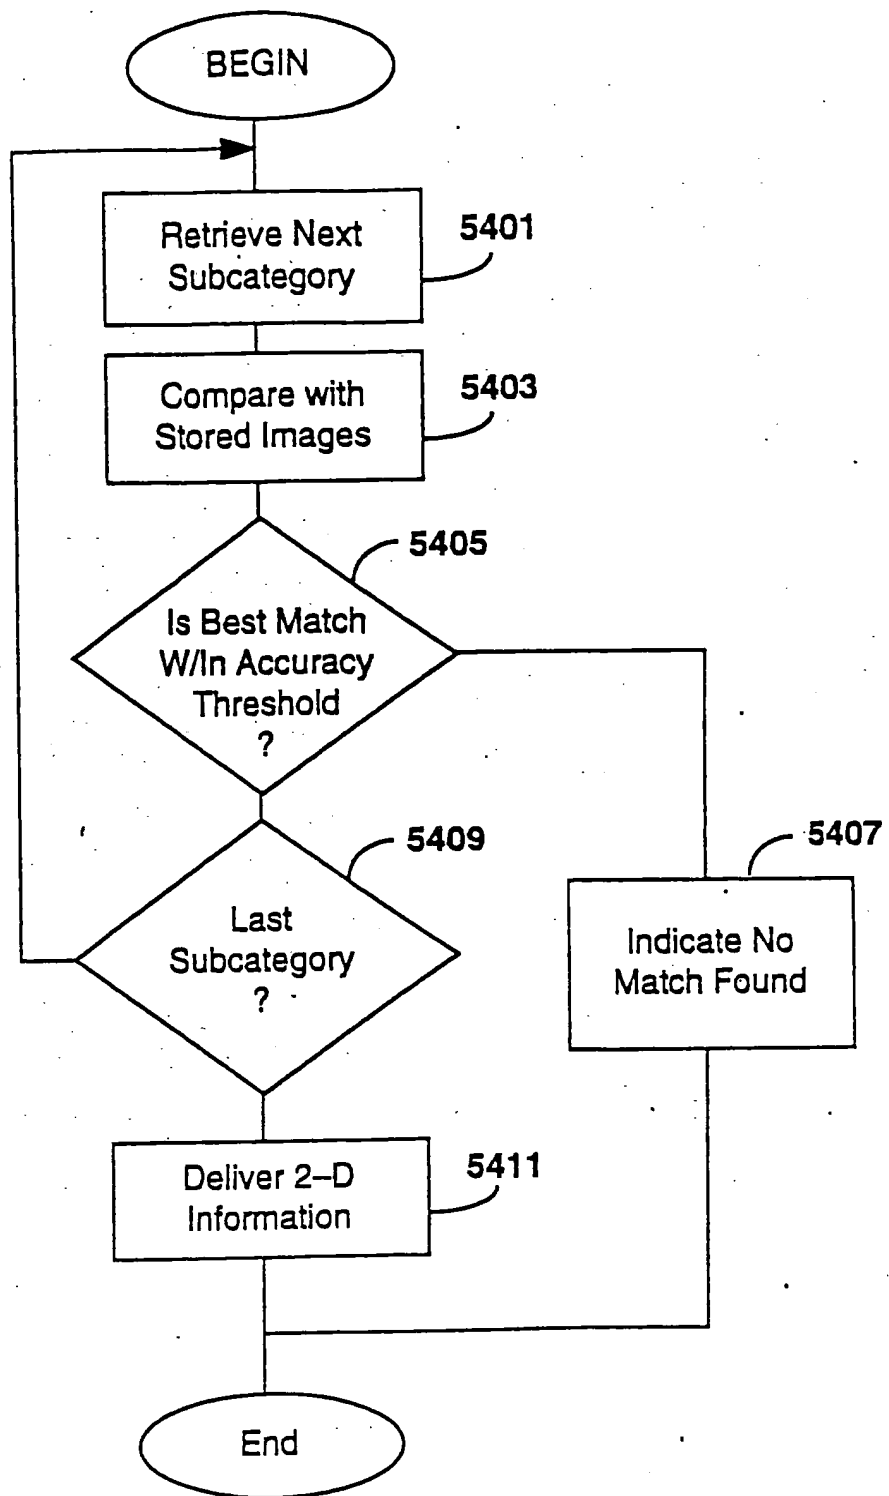 BEGIN
Retrieve Next
Subcategory
5401
Compare with
Stored Images
5403
Is Best Match
W/In Accuracy
Threshold
?
5405
Last
Subcategory
?
5409
Indicate No
Match Found
5407
Deliver 2-D
Information
5411
End